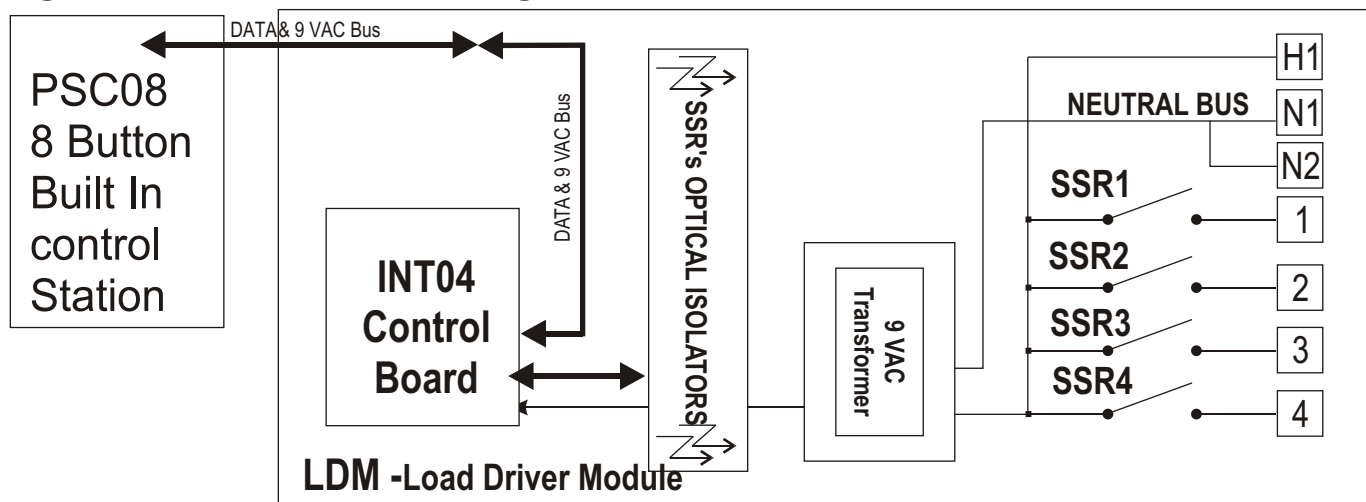 DATA& 9 VAC Bus
PSC08
8 Button
Built In
control
Station
DATA & 9 VAC Bus
INT04
Control
Board
SSR's OPTICAL ISOLATORS
9 VAC
Transformer
NEUTRAL BUS
H1
N1
N2
SSR1
1
SSR2
2
SSR3
3
SSR4
4
LDM -Load Driver Module